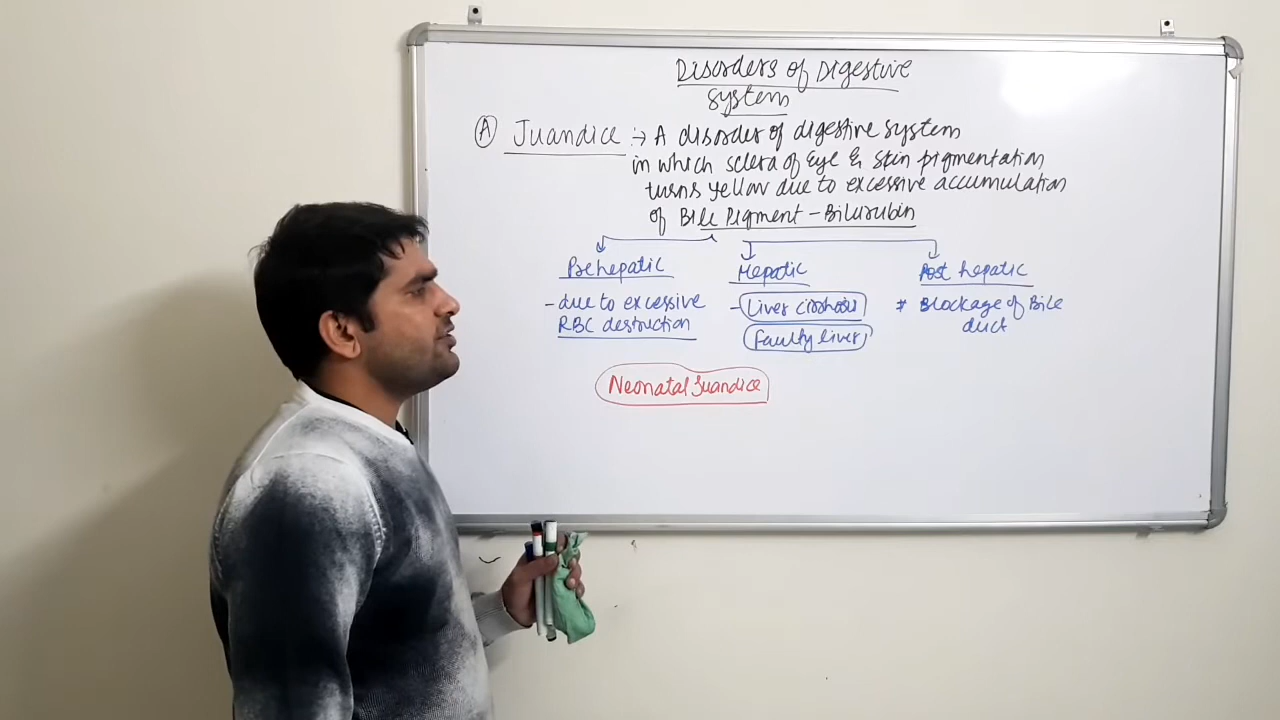 Disorders of Digestive
System
A Juandice :→ A disorder of digestive system
in which sclera of Eye & skin pigmentation
turns yellow due to excessive accumulation
of Bile Pigment - Bilurubin
Prehepatic Hepatic Post hepatic
- due to excessive - Liver cirrhosis * Blockage of Bile
RBC destruction Faulty liver duct
Neonatal Juandice